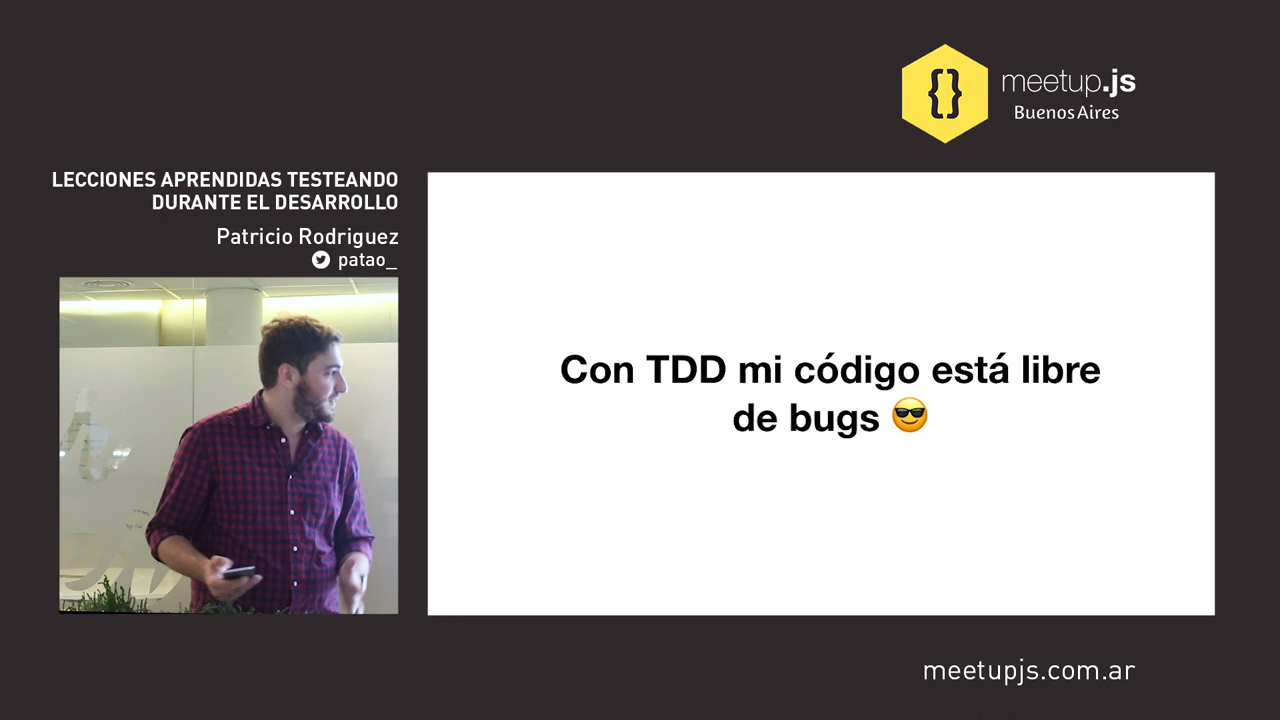 {} meetup.js
Buenos Aires
LECCIONES APRENDIDAS TESTEANDO
DURANTE EL DESARROLLO
Patricio Rodriguez
patao_
Con TDD mi código está libre
de bugs 😎
meetupjs.com.ar